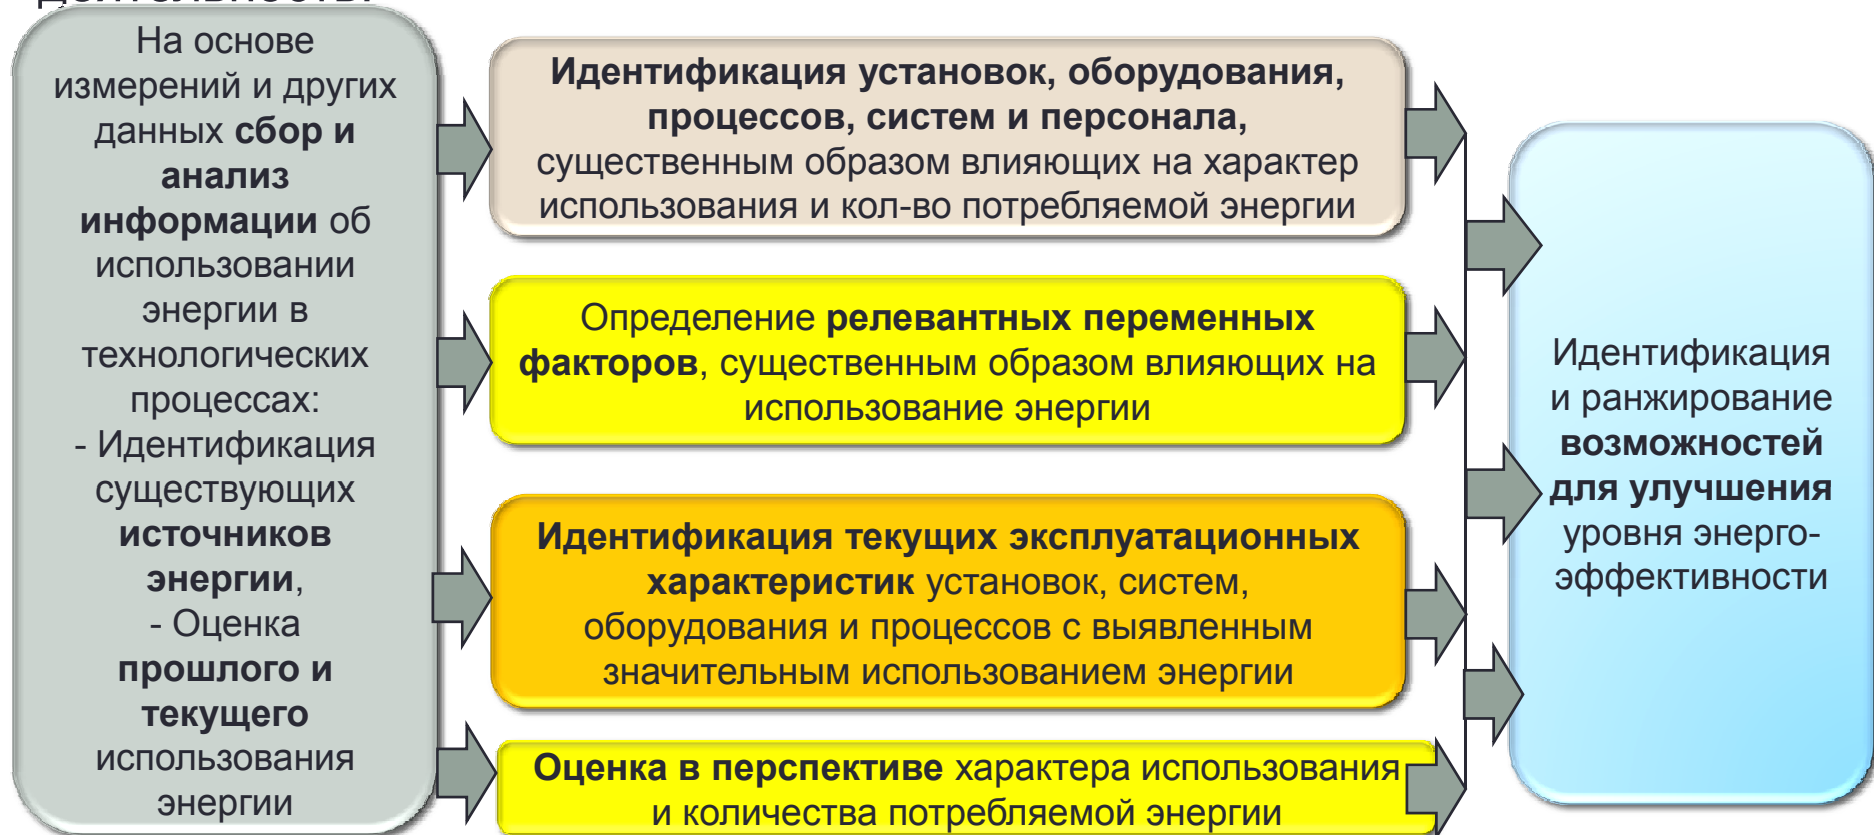 деятельность:
На основе
измерений и других
данных сбор и
анализ
информации об
использовании
энергии в
технологических
процессах:
- Идентификация
существующих
источников
энергии,
- Оценка
прошлого и
текущего
использования
энергии
Идентификация установок, оборудования,
процессов, систем и персонала,
существенным образом влияющих на характер
использования и кол-во потребляемой энергии
Определение релевантных переменных
факторов, существенным образом влияющих на
использование энергии
Идентификация текущих эксплуатационных
характеристик установок, систем,
оборудования и процессов с выявленным
значительным использованием энергии
Оценка в перспективе характера использования
и количества потребляемой энергии
Идентификация
и ранжирование
возможностей
для улучшения
уровня энерго-
эффективности